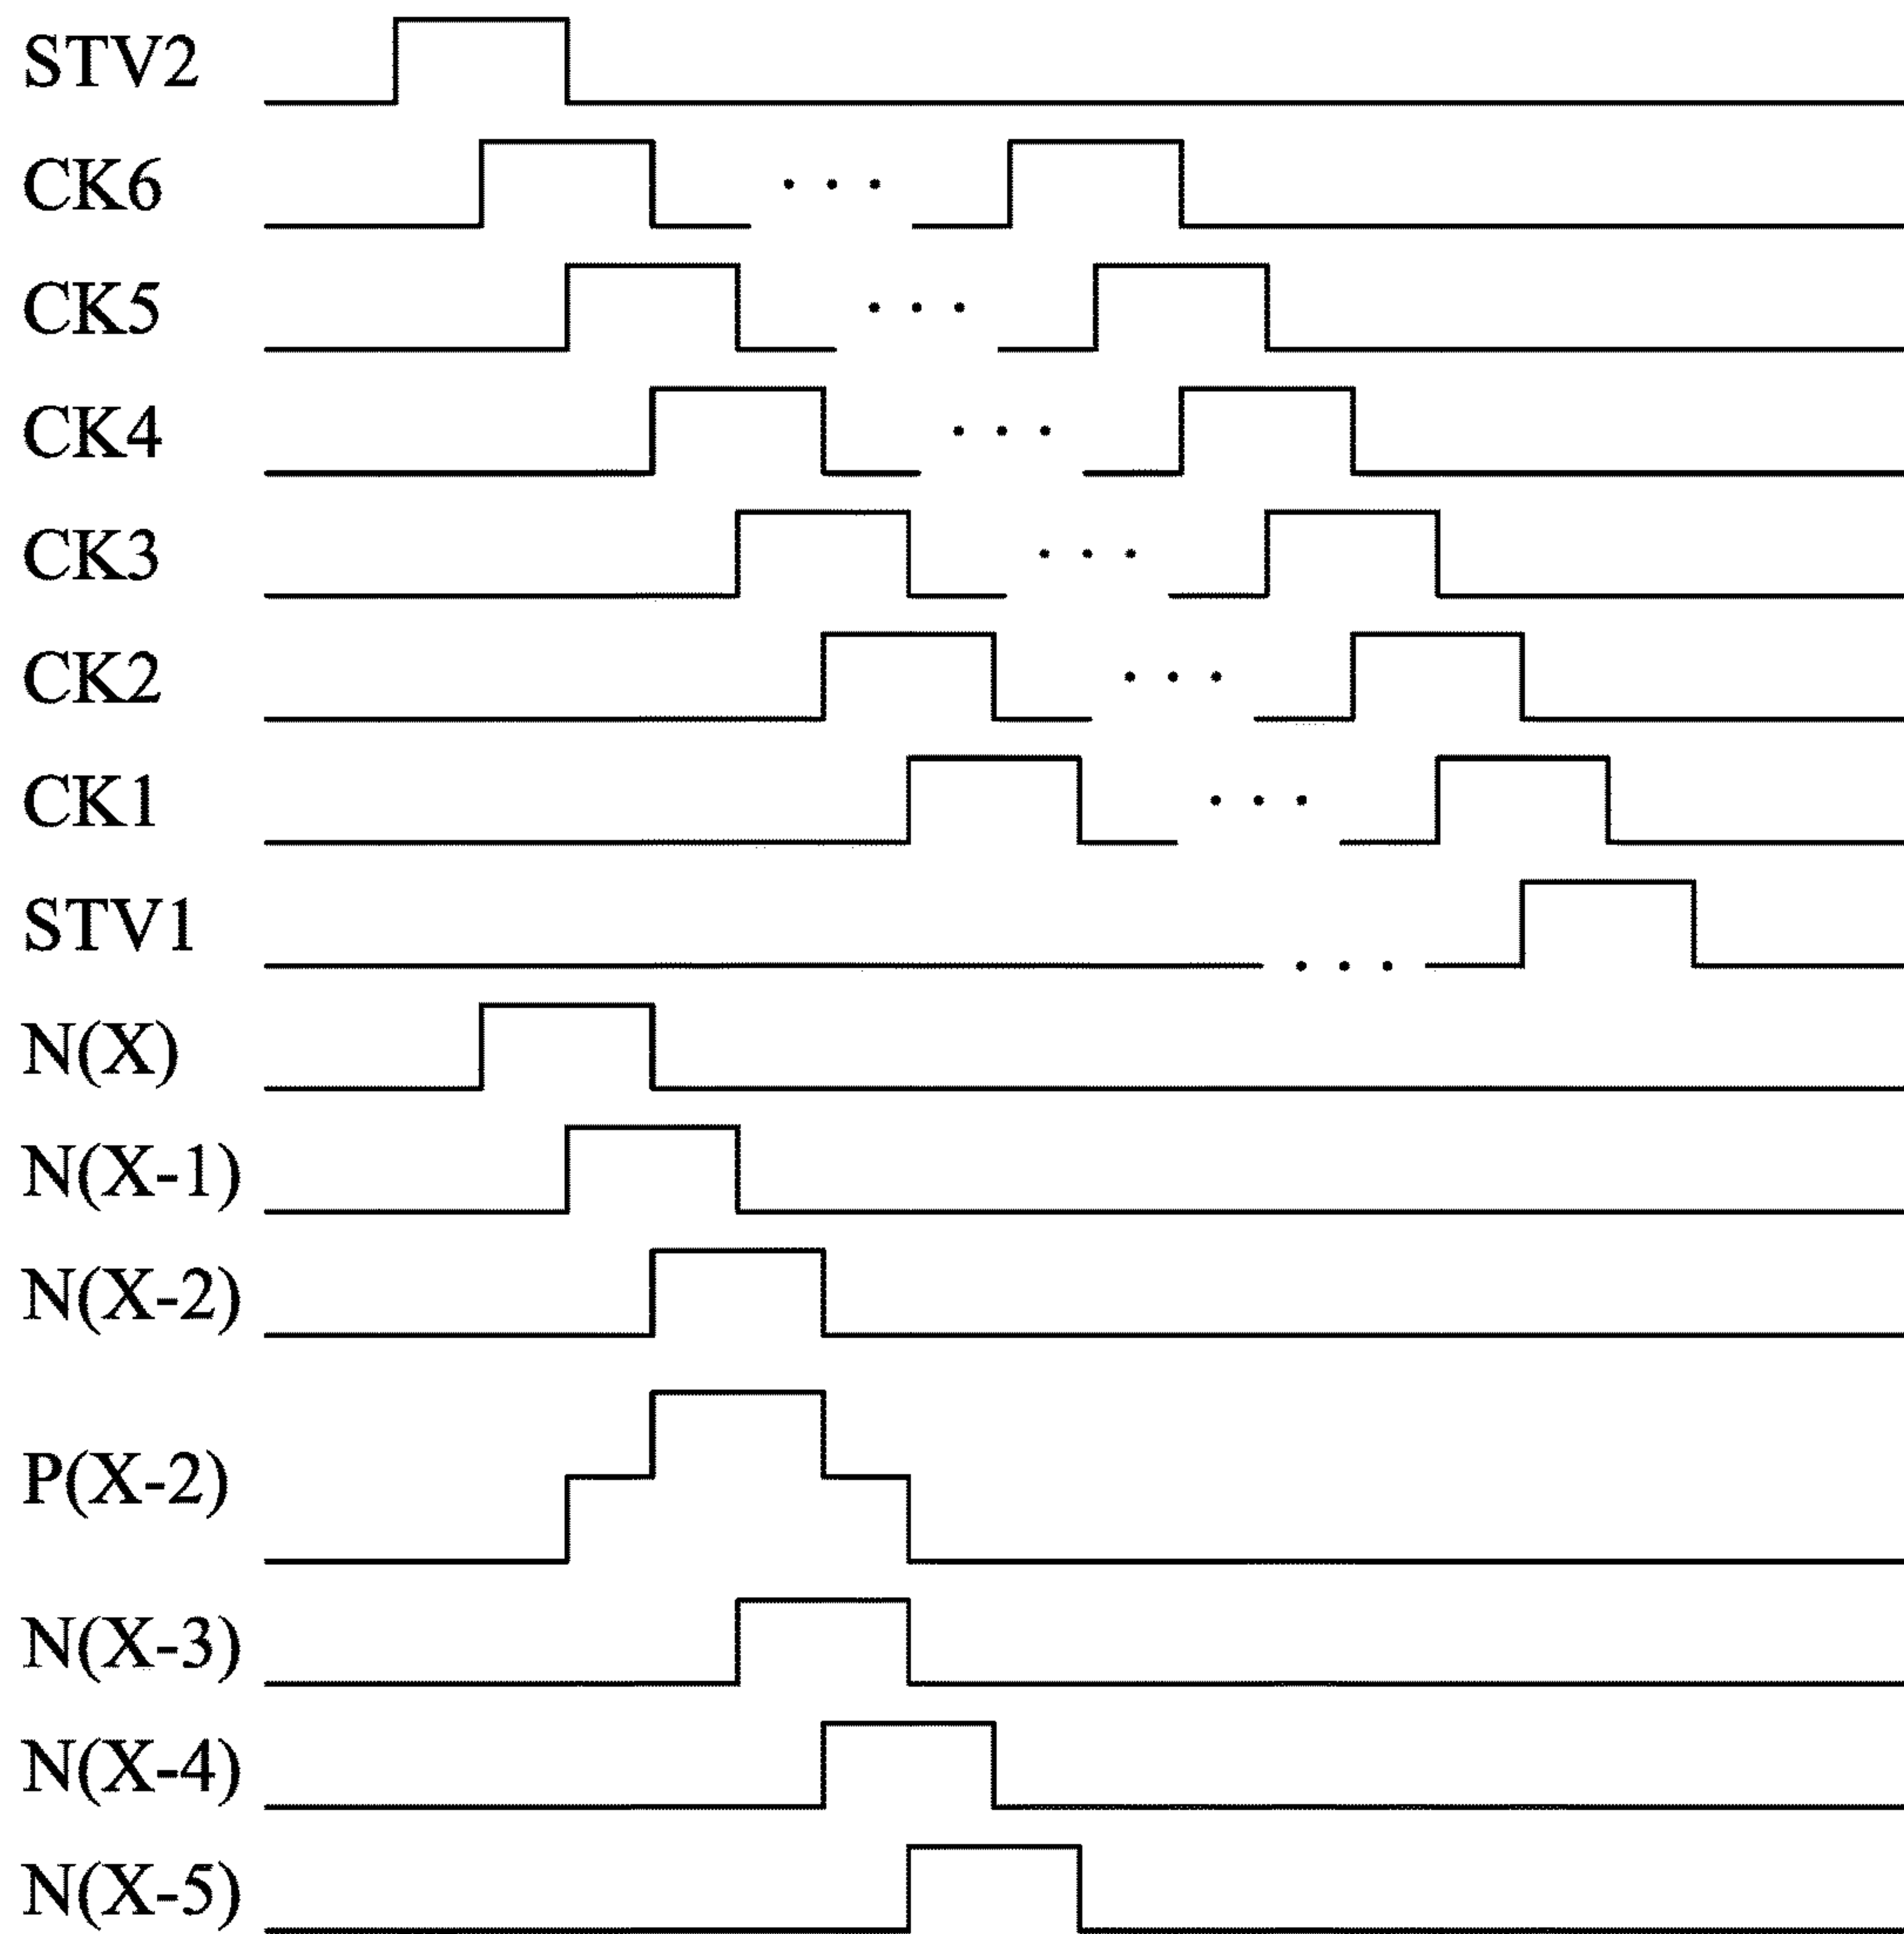 STV2
CK6
CK5
CK4
CK3
CK2
CK1
STV1
N(X)
N(X-1)
N(X-2)
P(X-2)
N(X-3)
N(X-4)
N(X-5)